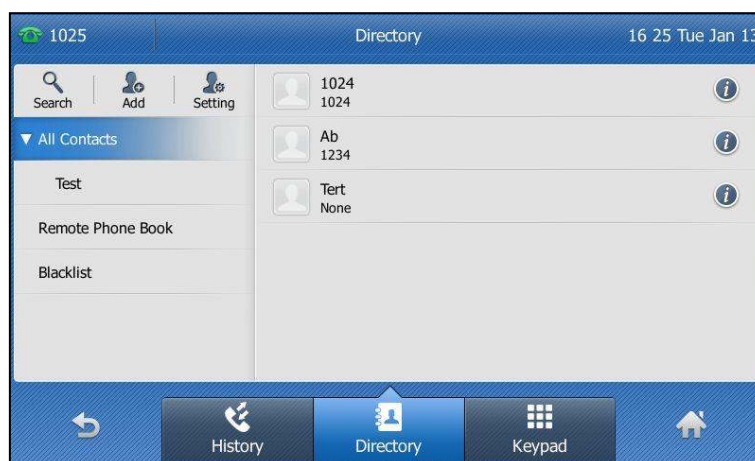 1025 Directory 16 25 Tue Jan 13
Search Add Setting
All Contacts
Test
Remote Phone Book
Blacklist
1024
1024
Ab
1234
Tert
None
History Directory Keypad